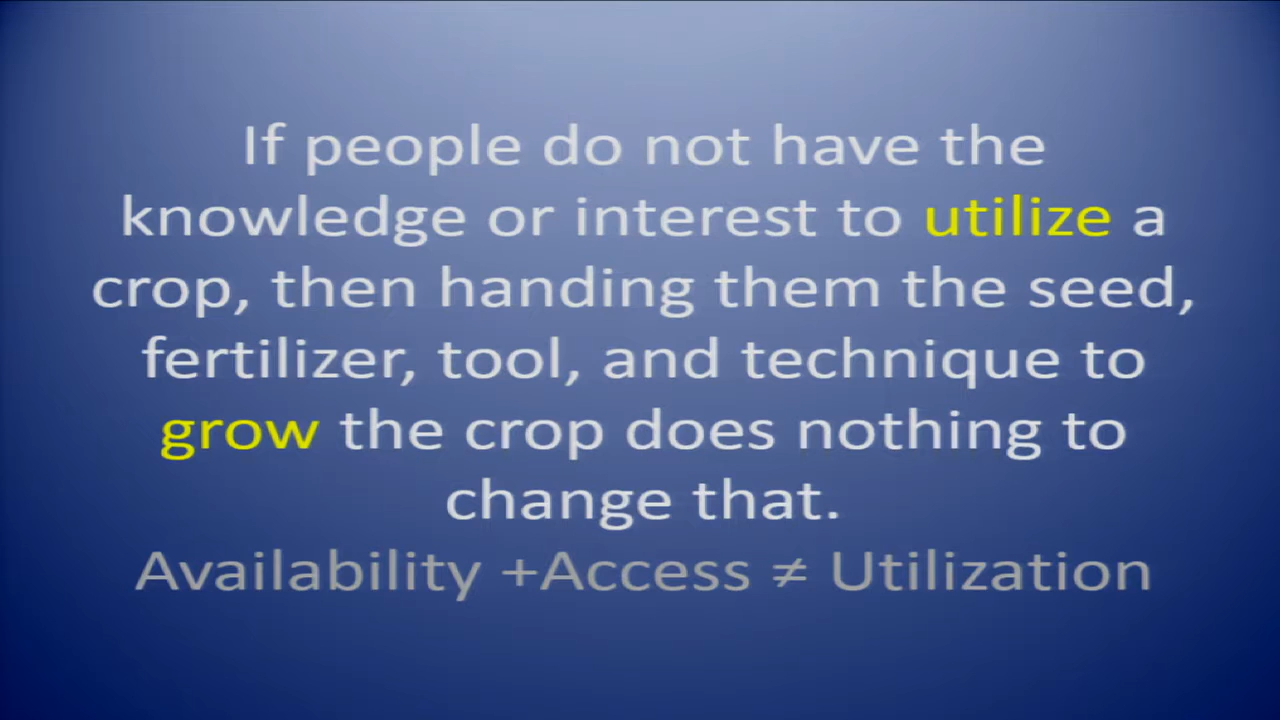 If people do not have the
knowledge or interest to utilize a
crop, then handing them the seed,
fertilizer, tool, and technique to
grow the crop does nothing to
change that.
Availability +Access ≠ Utilization